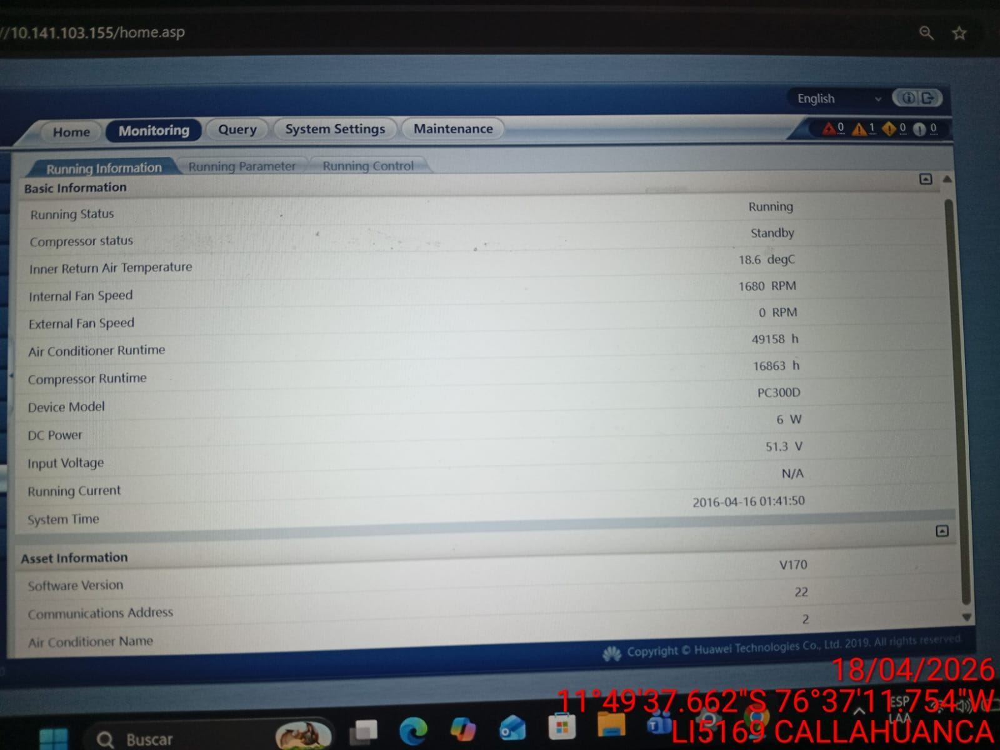 //10.141.103.155/home.asp
English
Home Monitoring Query System Settings Maintenance
0 1 0 0
Running Information Running Parameter Running Control
Basic Information
Running Status Running
Compressor status Standby
Inner Return Air Temperature 18.6 degC
Internal Fan Speed 1680 RPM
External Fan Speed 0 RPM
Air Conditioner Runtime 49158 h
Compressor Runtime 16863 h
Device Model PC300D
DC Power 6 W
Input Voltage 51.3 V
Running Current N/A
System Time 2016-04-16 01:41:50
Asset Information
Software Version V170
Communications Address 22
Air Conditioner Name 2
Copyright © Huawei Technologies Co., Ltd. 2019. All rights reserved.
18/04/2026
11°49'37.662"S 76°37'11.754"W
LI5169 CALLAHUANCA
ESP
LAA
Buscar